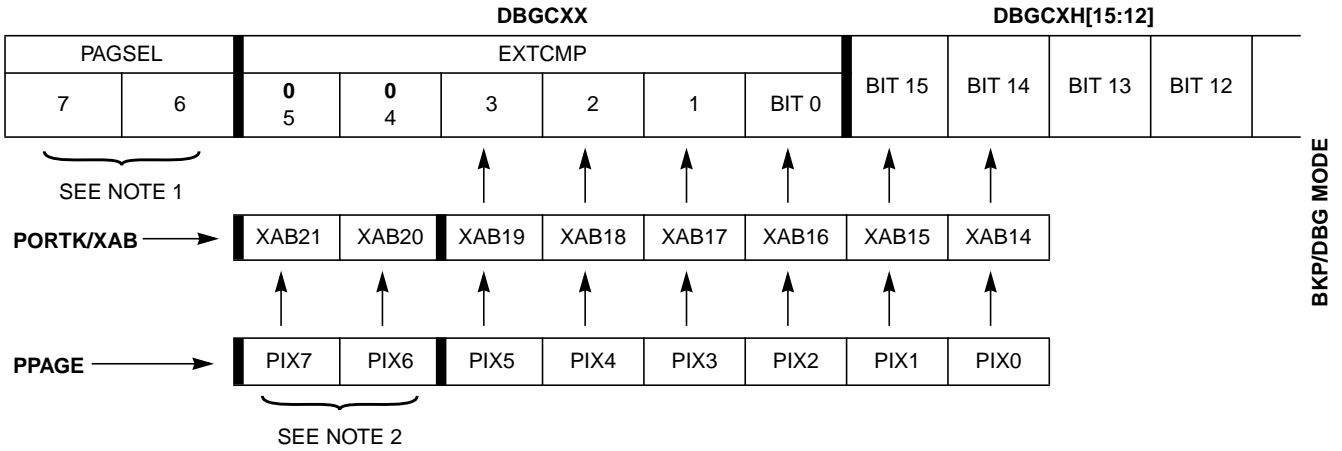 DBGCXX DBGCXH[15:12]
PAGSEL EXTCMP
7 6 0 5 0 4 3 2 1 BIT 0 BIT 15 BIT 14 BIT 13 BIT 12
SEE NOTE 1
PORTK/XAB XAB21 XAB20 XAB19 XAB18 XAB17 XAB16 XAB15 XAB14
PPAGE PIX7 PIX6 PIX5 PIX4 PIX3 PIX2 PIX1 PIX0
SEE NOTE 2
BKP/DBG MODE